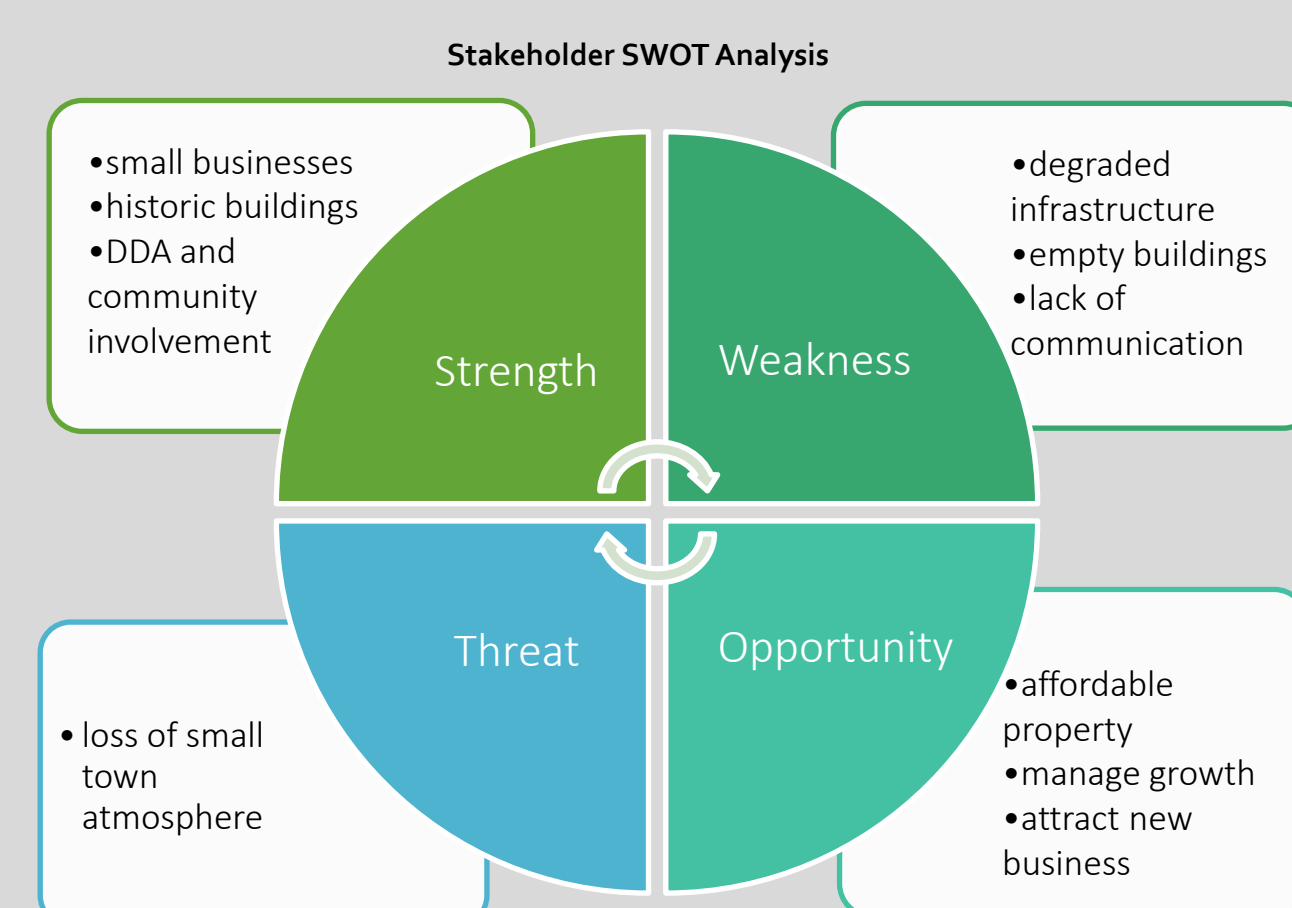 Stakeholder SWOT Analysis
•small businesses
•historic buildings
•DDA and
community
involvement
Strength
Weakness
•degraded
infrastructure
•empty buildings
•lack of
communication
Threat
• loss of small
town
atmosphere
Opportunity
•affordable
property
•manage growth
•attract new
business